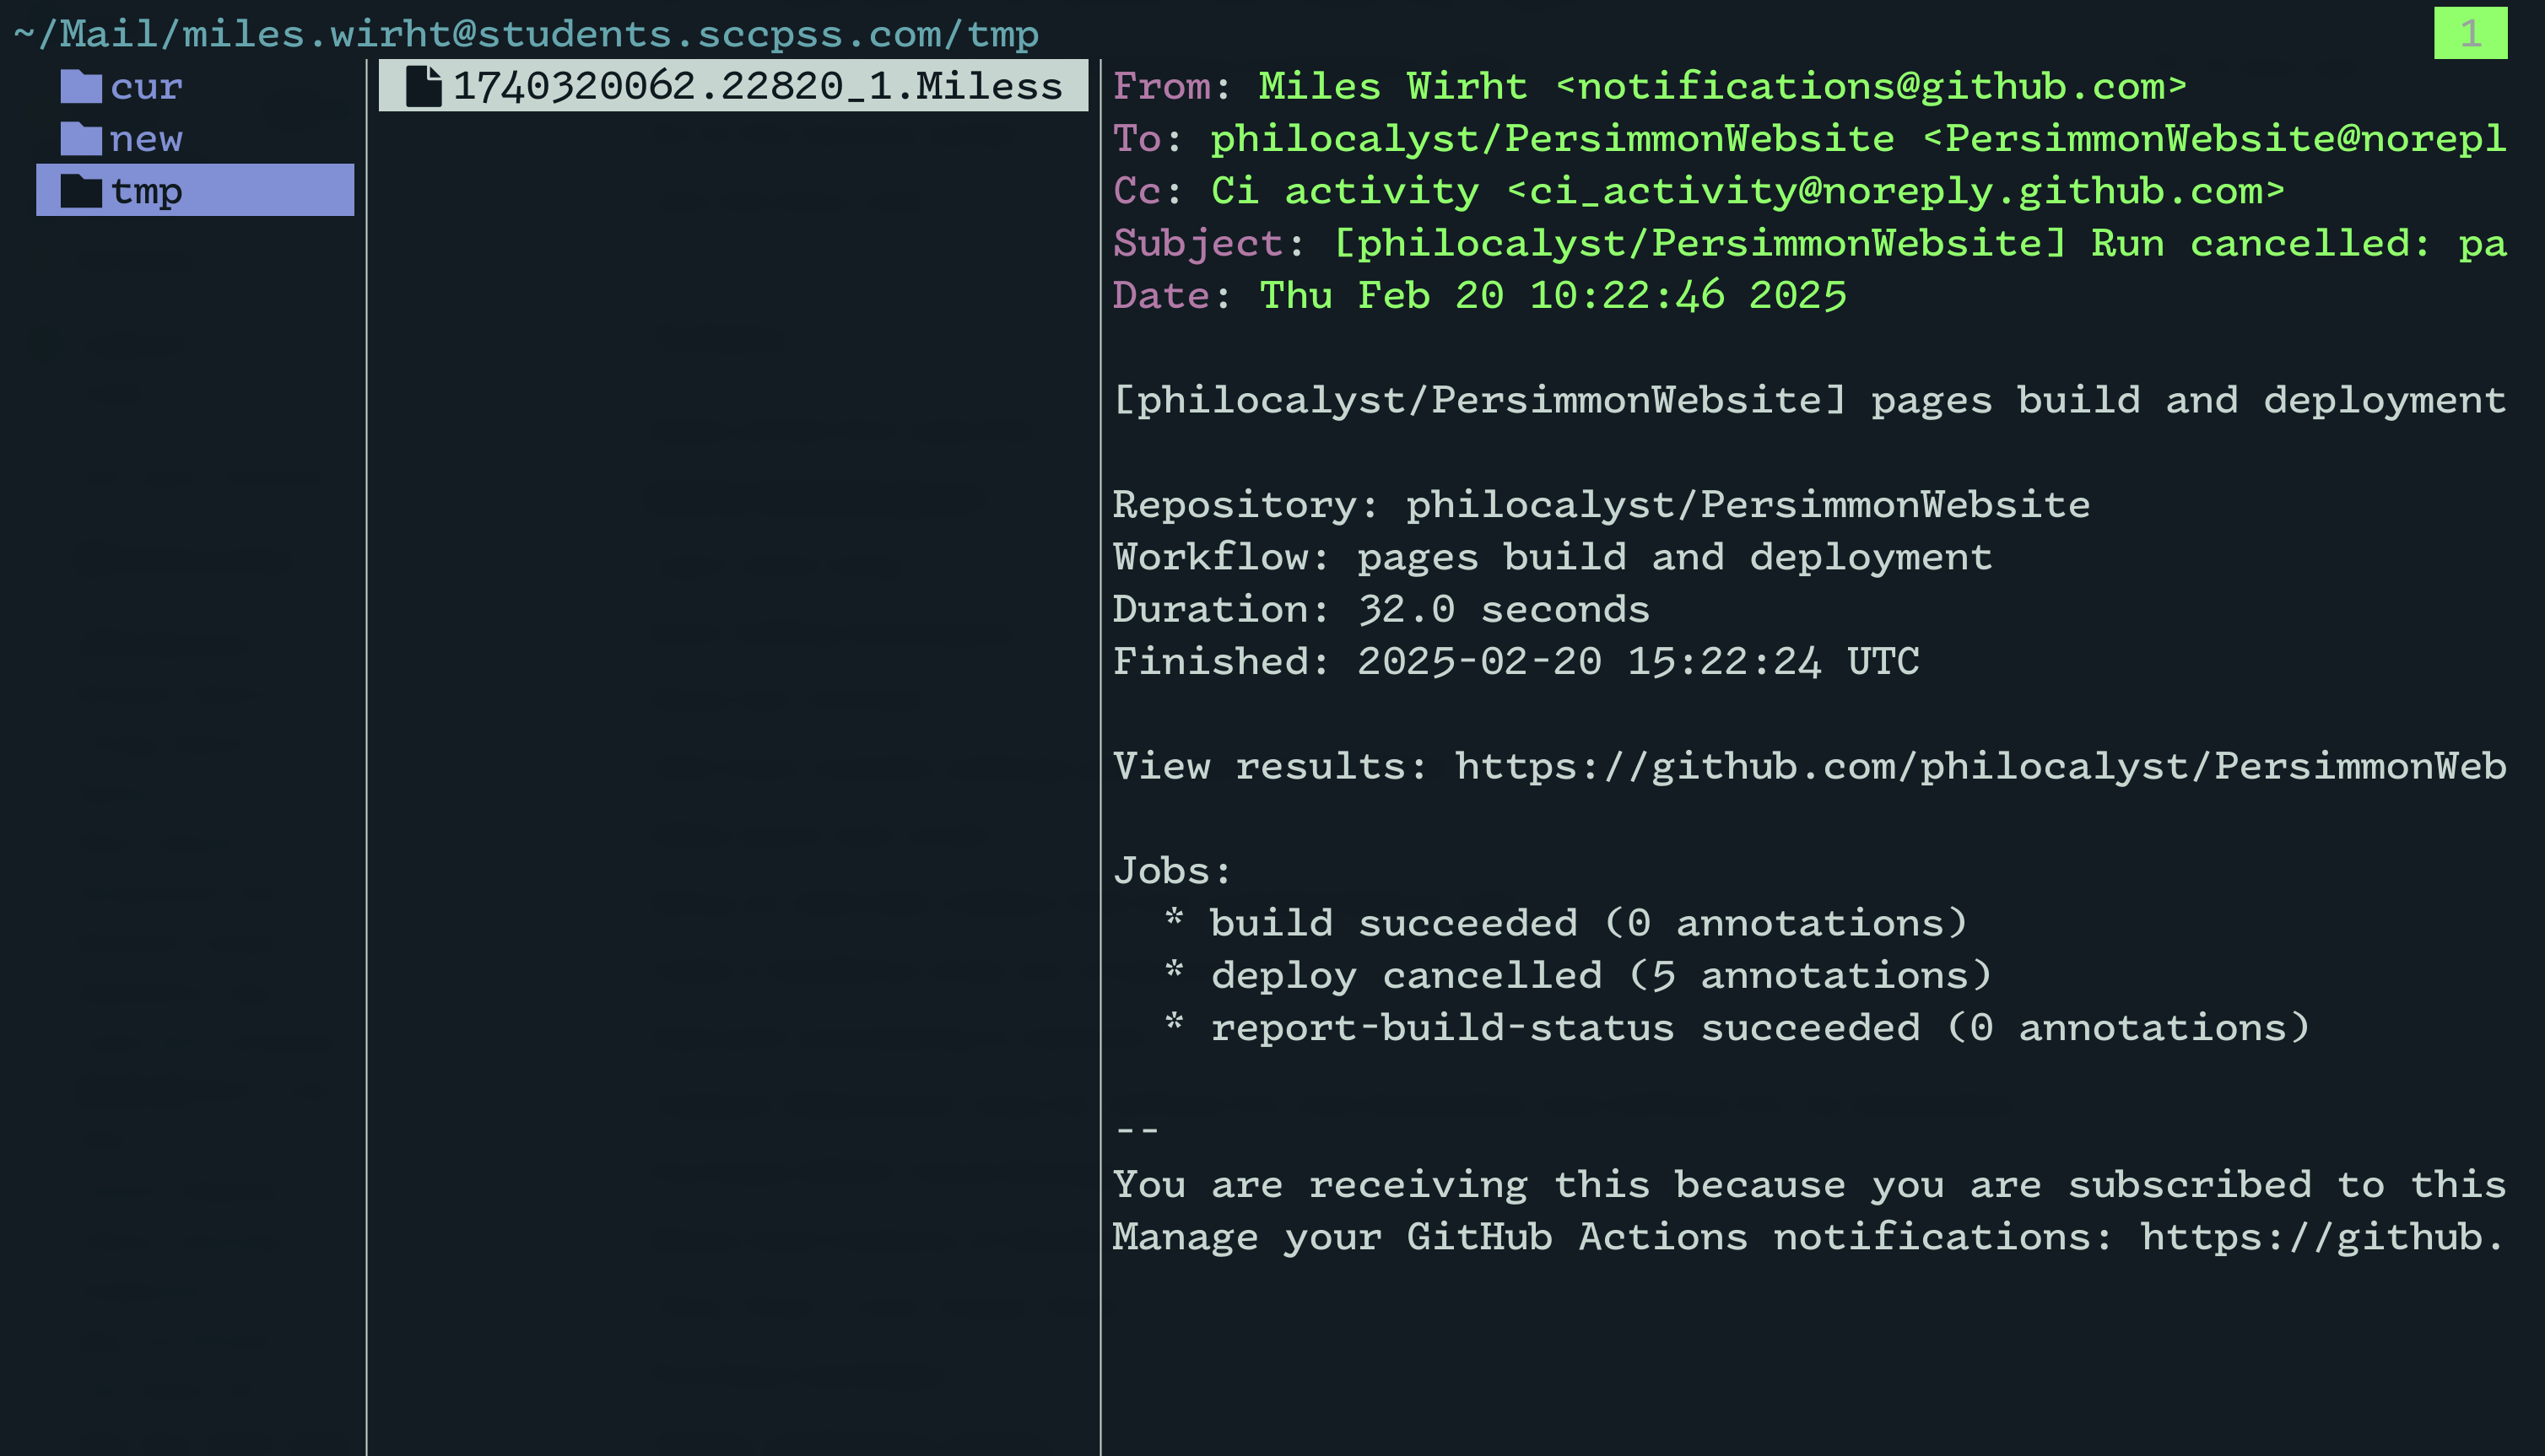 ~/Mail/miles.wirht@students.sccpss.com/tmp
1
cur
new
tmp
1740320062.22820_1.Miless
From: Miles Wirht <notifications@github.com>
To: philocalyst/PersimmonWebsite <PersimmonWebsite@norepl
Cc: Ci activity <ci_activity@noreply.github.com>
Subject: [philocalyst/PersimmonWebsite] Run cancelled: pa
Date: Thu Feb 20 10:22:46 2025
[philocalyst/PersimmonWebsite] pages build and deployment
Repository: philocalyst/PersimmonWebsite
Workflow: pages build and deployment
Duration: 32.0 seconds
Finished: 2025-02-20 15:22:24 UTC
View results: https://github.com/philocalyst/PersimmonWeb
Jobs:
* build succeeded (0 annotations)
* deploy cancelled (5 annotations)
* report-build-status succeeded (0 annotations)
--
You are receiving this because you are subscribed to this
Manage your GitHub Actions notifications: https://github.